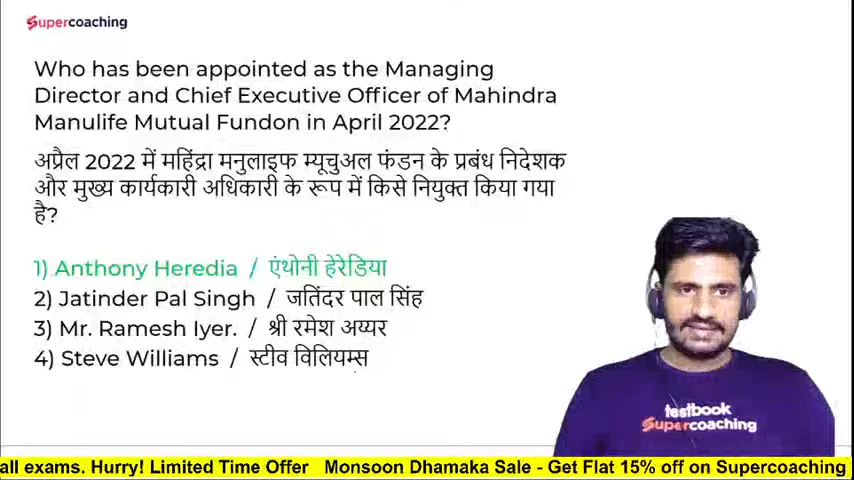 Supercoaching
Who has been appointed as the Managing
Director and Chief Executive Officer of Mahindra
Manulife Mutual Fundon in April 2022?
अप्रैल 2022 में महिंद्रा मनुलाइफ म्यूचुअल फंडन के प्रबंध निदेशक
और मुख्य कार्यकारी अधिकारी के रूप में किसे नियुक्त किया गया
है?
1) Anthony Heredia / एंथोनी हेरेडिया
2) Jatinder Pal Singh / जतिंदर पाल सिंह
3) Mr. Ramesh Iyer. / श्री रमेश अय्यर
4) Steve Williams / स्टीव विलियम्स
testbook
Supercoaching
all exams. Hurry! Limited Time Offer Monsoon Dhamaka Sale - Get Flat 15% off on Supercoaching